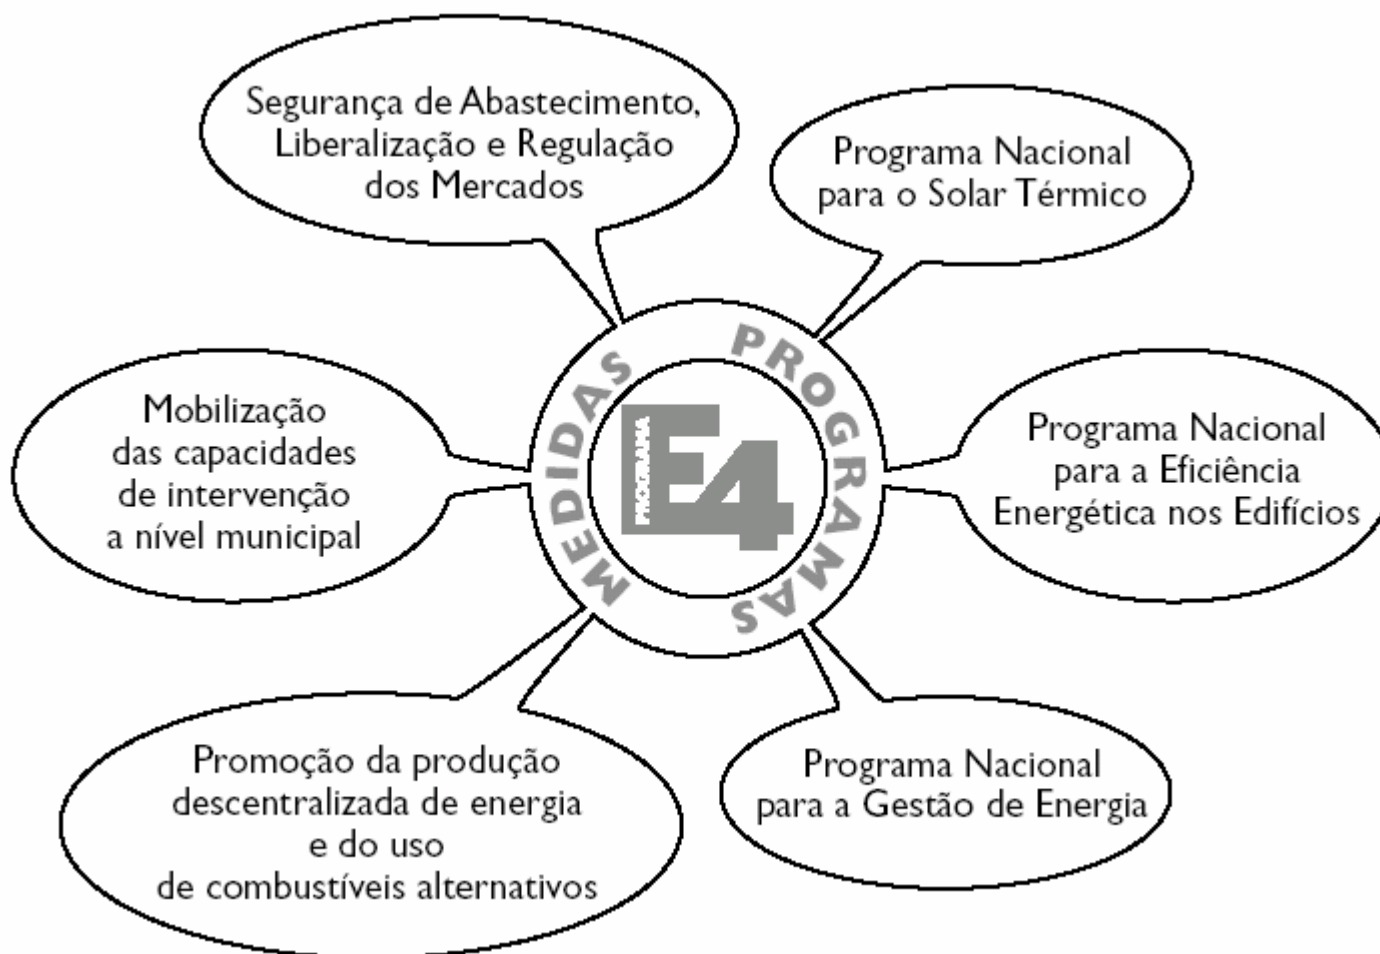 Segurança de Abastecimento,
Liberalização e Regulação
dos Mercados
Programa Nacional
para o Solar Térmico
Mobilização
das capacidades
de intervenção
a nível municipal
MEDIDAS
PROGRAMAS
PROGRAMA
E4
Programa Nacional
para a Eficiência
Energética nos Edifícios
Promoção da produção
descentralizada de energia
e do uso
de combustíveis alternativos
Programa Nacional
para a Gestão de Energia